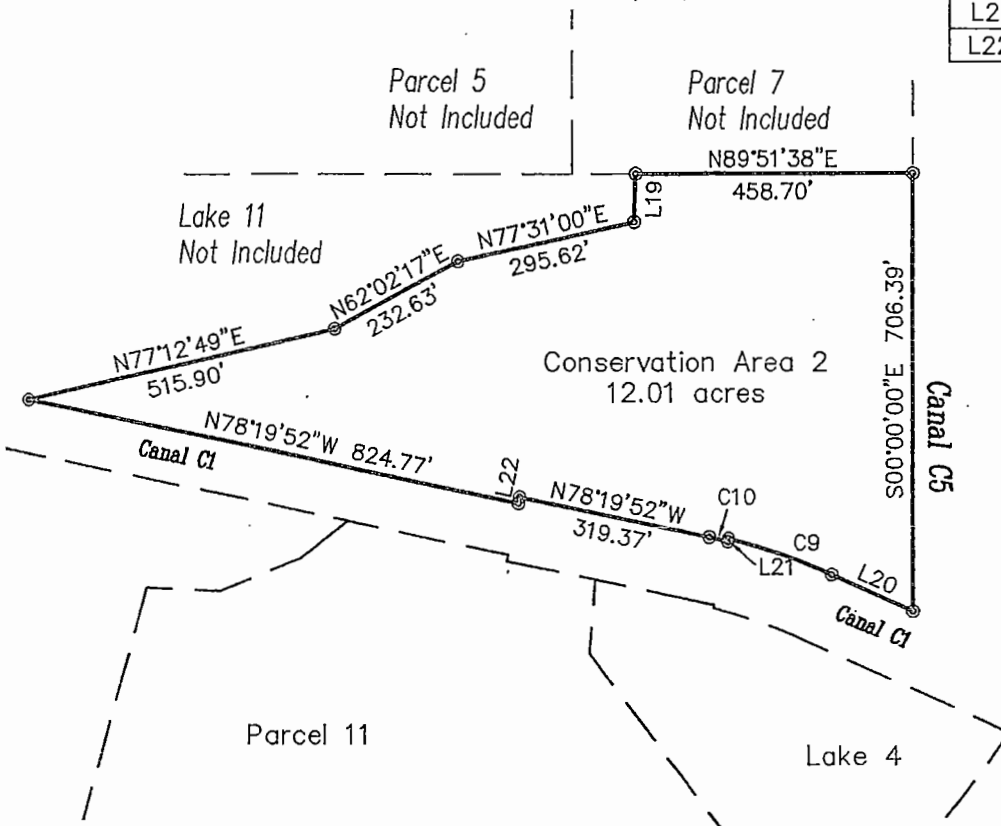 L2
L22
Parcel 5
Not Included
Parcel 7
Not Included
N89°51'38"E
458.70'
L19
Lake 11
Not Included
N77°31'00"E
295.62'
N62°02'17"E
232.63'
N77°12'49"E
515.90'
Conservation Area 2
12.01 acres
S00°00'00"E 706.39'
Canal C5
N78°19'52"W 824.77'
Canal C1
L22
N78°19'52"W
319.37'
C10
L21
C9
L20
Canal C1
Parcel 11
Lake 4